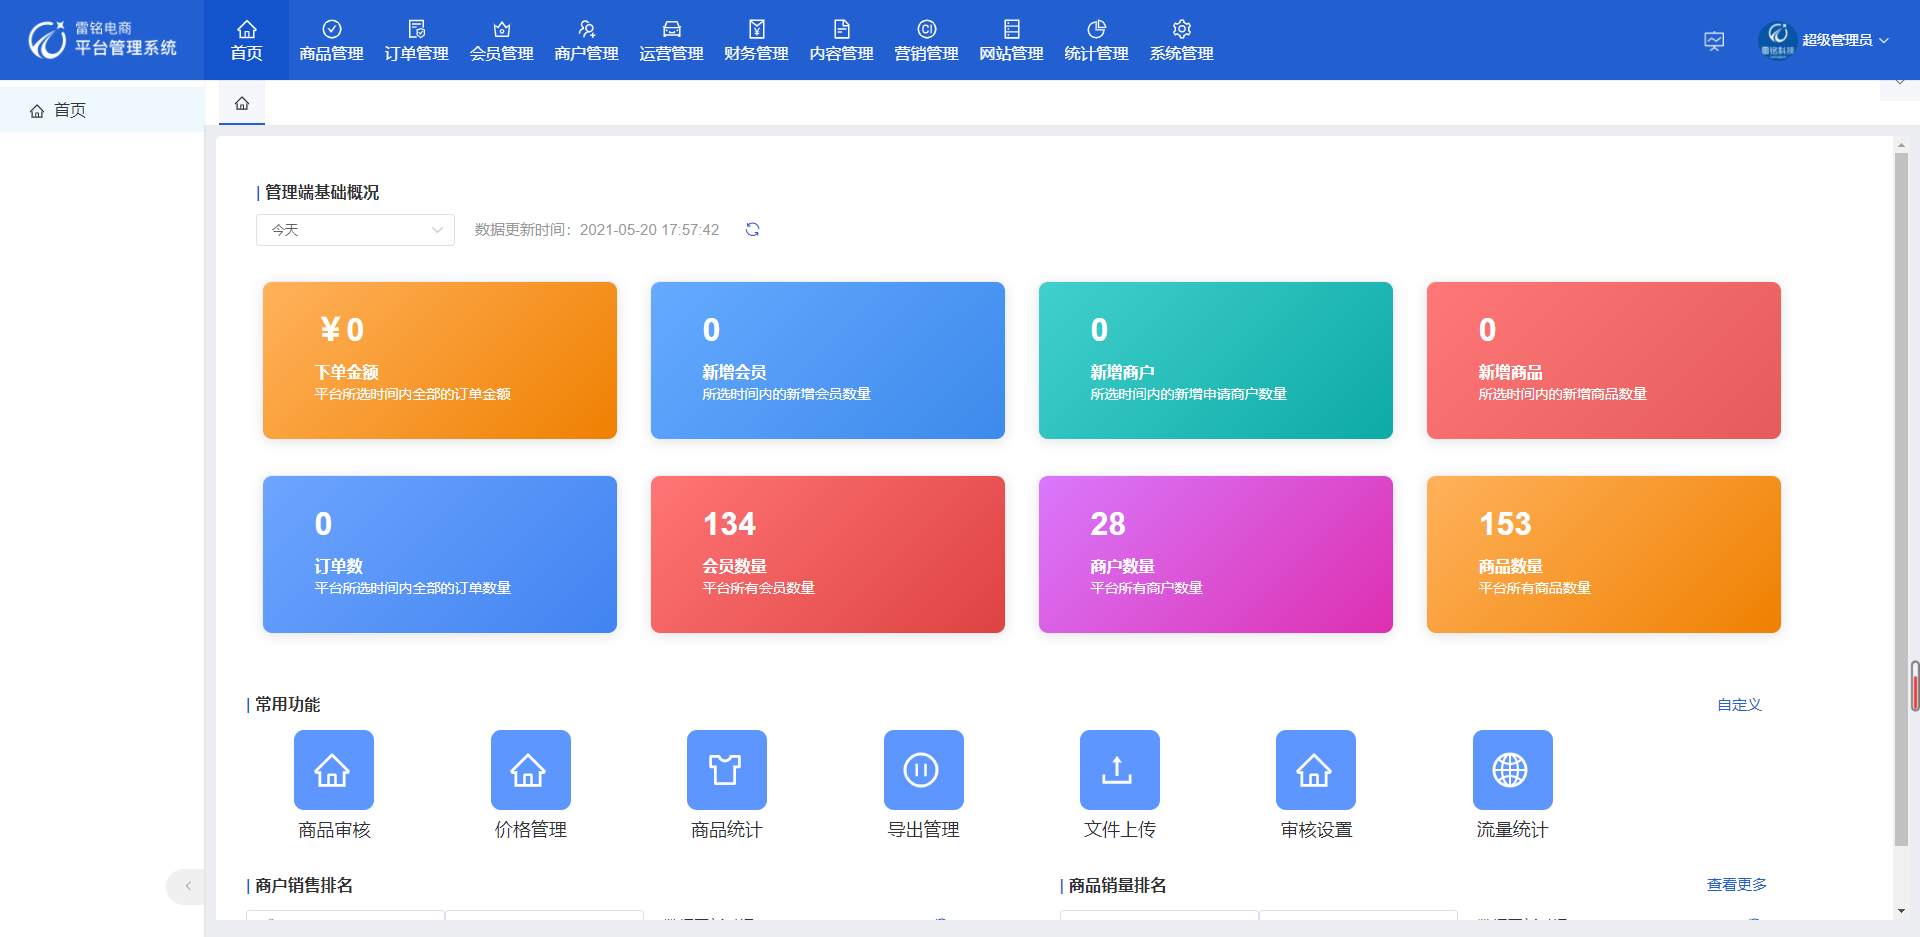 雷铭电商
平台管理系统
首页
商品管理
订单管理
会员管理
商户管理
运营管理
财务管理
内容管理
营销管理
网站管理
统计管理
系统管理
雷铭科技
超级管理员
首页
管理端基础概况
今天
数据更新时间：2021-05-20 17:57:42
¥0
下单金额
平台所选时间内全部的订单金额
0
新增会员
所选时间内的新增会员数量
0
新增商户
所选时间内的新增申请商户数量
0
新增商品
所选时间内的新增商品数量
0
订单数
平台所选时间内全部的订单数量
134
会员数量
平台所有会员数量
28
商户数量
平台所有商户数量
153
商品数量
平台所有商品数量
常用功能
自定义
商品审核
价格管理
商品统计
导出管理
文件上传
审核设置
流量统计
商户销售排名
商品销量排名
查看更多